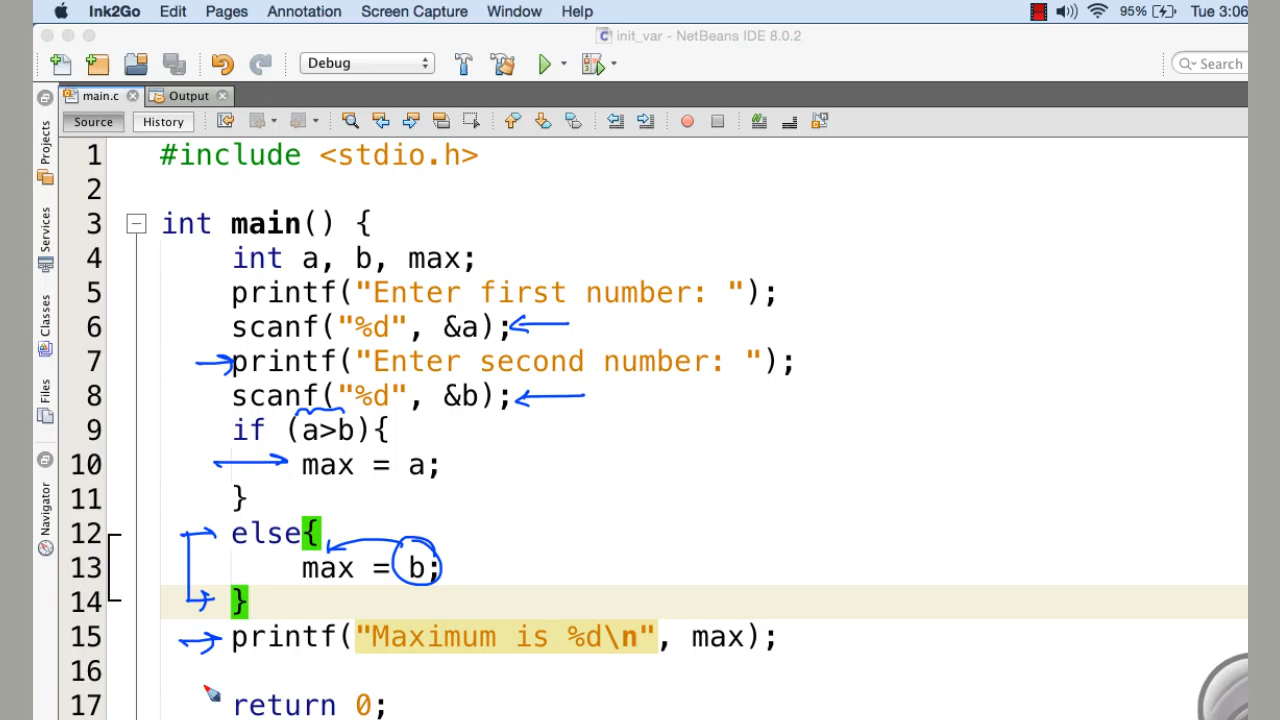 Ink2Go Edit Pages Annotation Screen Capture Window Help 95% Tue 3:06
init_var - NetBeans IDE 8.0.2
Debug Search
main.c Output
Source History
Projects
Services
Classes
Files
Navigator
1 #include <stdio.h>
2
3 int main() {
4 int a, b, max;
5 printf("Enter first number: ");
6 scanf("%d", &a);
7 printf("Enter second number: ");
8 scanf("%d", &b);
9 if (a>b){
10 max = a;
11 }
12 else{
13 max = b;
14 }
15 printf("Maximum is %d\n", max);
16
17 return 0;